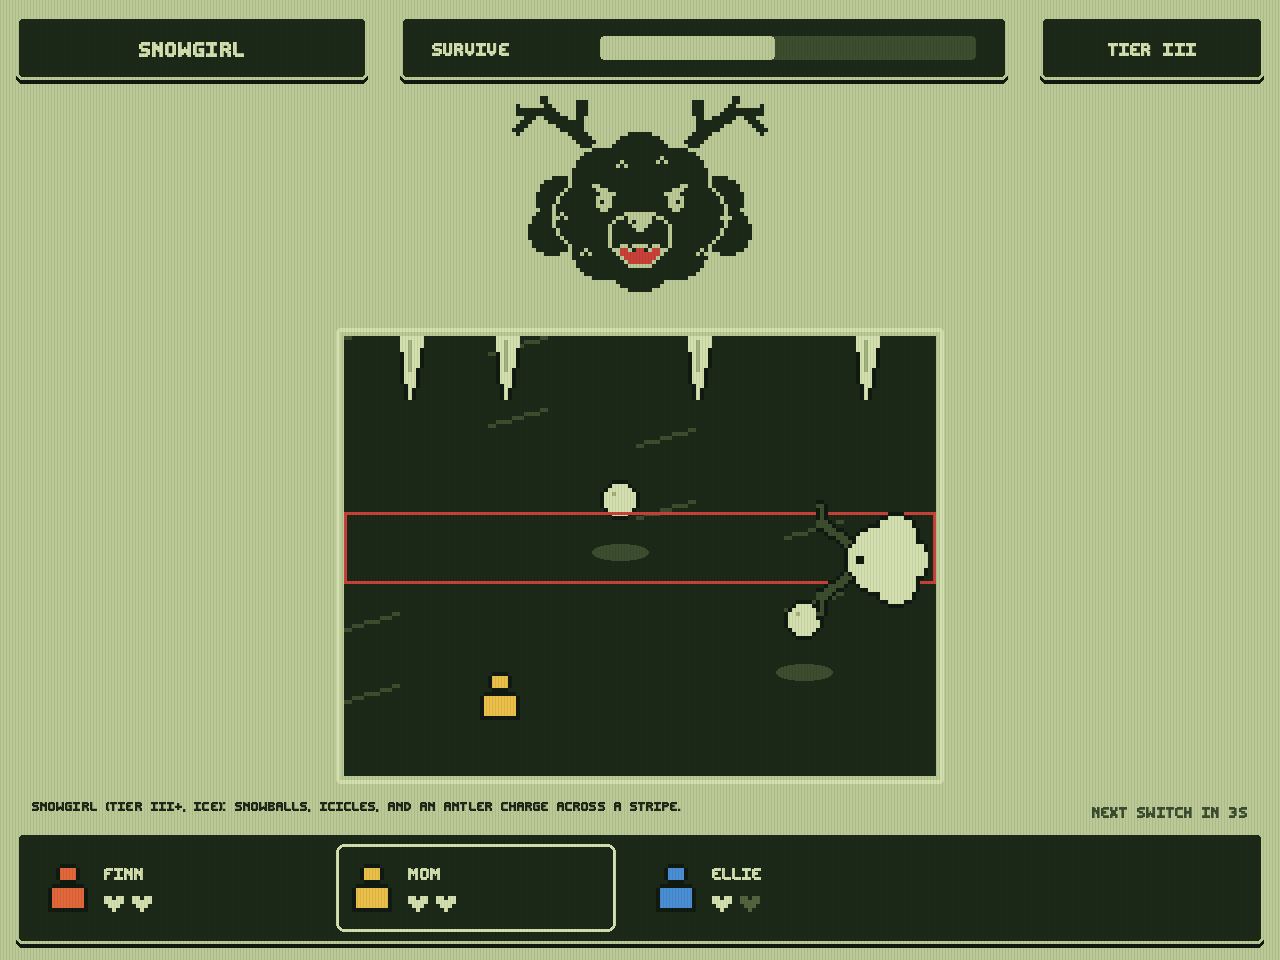 SNOWGIRL
SURVIVE
TIER III
SNOWGIRL (TIER III+, ICE): SNOWBALLS, ICICLES, AND AN ANTLER CHARGE ACROSS A STRIPE.
NEXT SWITCH IN 3S
FINN
MOM
ELLIE